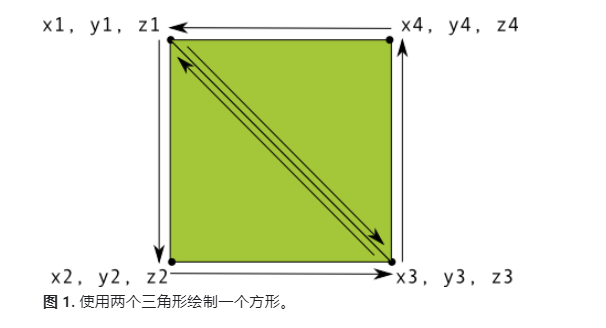 x1, y1, z1
x4, y4, z4
x2, y2, z2
x3, y3, z3
图 1. 使用两个三角形绘制一个方形。